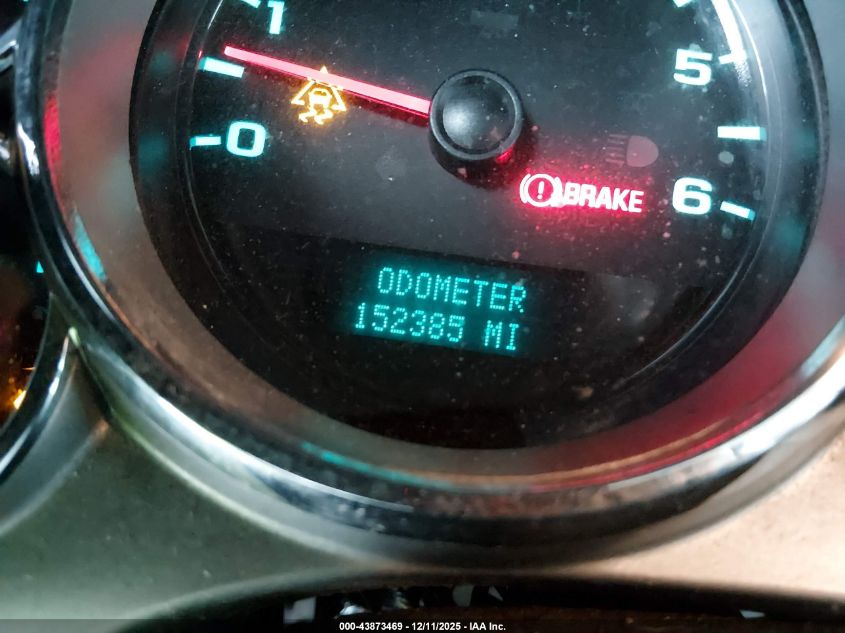 1
5
0
6
BRAKE
ODOMETER
152385 MI
000-43873469 - 12/11/2025 - IAA Inc.